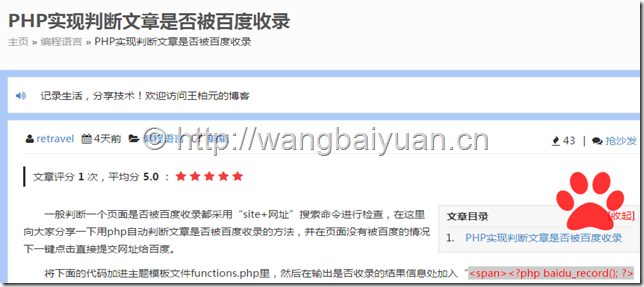 PHP实现判断文章是否被百度收录
主页 » 编程语言 » PHP实现判断文章是否被百度收录
记录生活，分享技术！欢迎访问王柏元的博客
retravel 4天前 编程语言 编辑 43 | 抢沙发
© http://wangbaiyuan.cn
文章评分 1 次，平均分 5.0 ： ★★★★★
一般判断一个页面是否被百度收录都采用“site+网址”搜索命令进行检查，在这里
向大家分享一下用php自动判断文章是否被百度收录的方法，并在页面没有被百度的情况
下一键点击直接提交网址给百度。
文章目录 [收起]
1. PHP实现判断文章是否被百度收录
将下面的代码加进主题模板文件functions.php里，然后在输出是否收录的结果信息处加入“<span><?php baidu_record(); ?>